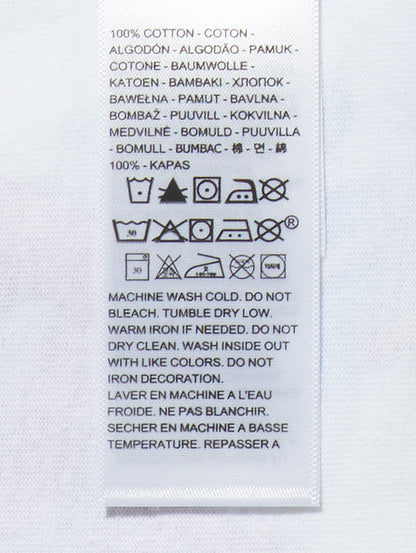 100% COTTON - COTON -
ALGODÓN - ALGODÃO - PAMUK -
COTONE - BAUMWOLLE -
KATOEN - BAMBAKI - ХЛОПОК -
BAWEŁNA - PAMUT - BAVLNA -
BOMBAŽ - PUUVILL - KOKVILNA -
MEDVILNĖ - BOMULD - PUUVILLA
- BOMULL - BUMBAC - 棉 - 면 - 綿
100% - KAPAS
30 ®
30
MACHINE WASH COLD. DO NOT
BLEACH. TUMBLE DRY LOW.
WARM IRON IF NEEDED. DO NOT
DRY CLEAN. WASH INSIDE OUT
WITH LIKE COLORS. DO NOT
IRON DECORATION.
LAVER EN MACHINE A L'EAU
FROIDE. NE PAS BLANCHIR.
SECHER EN MACHINE A BASSE
TEMPERATURE. REPASSER A